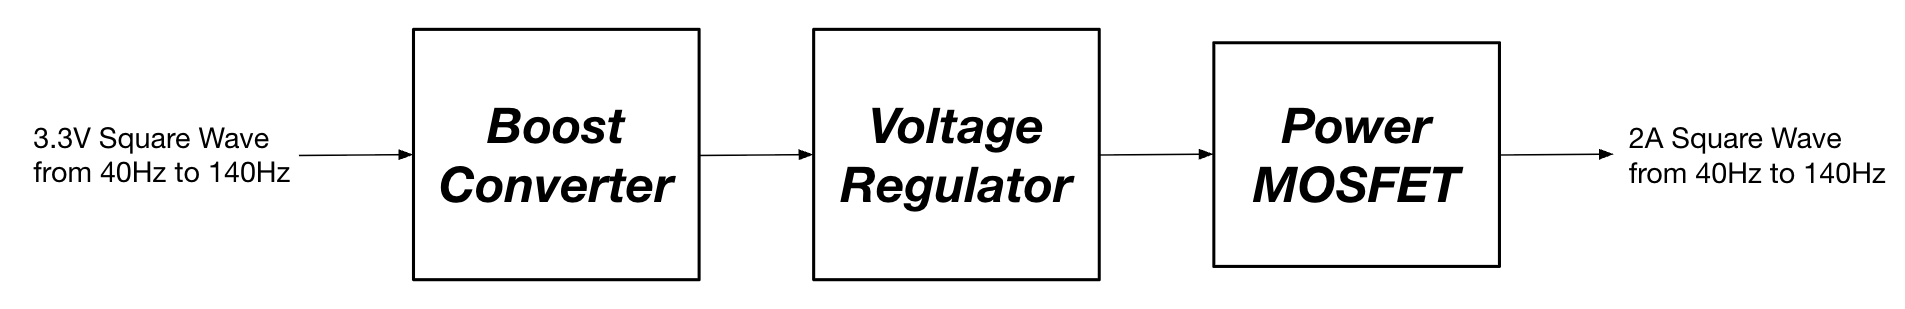 3.3V Square Wave
from 40Hz to 140Hz
Boost
Converter
Voltage
Regulator
Power
MOSFET
2A Square Wave
from 40Hz to 140Hz